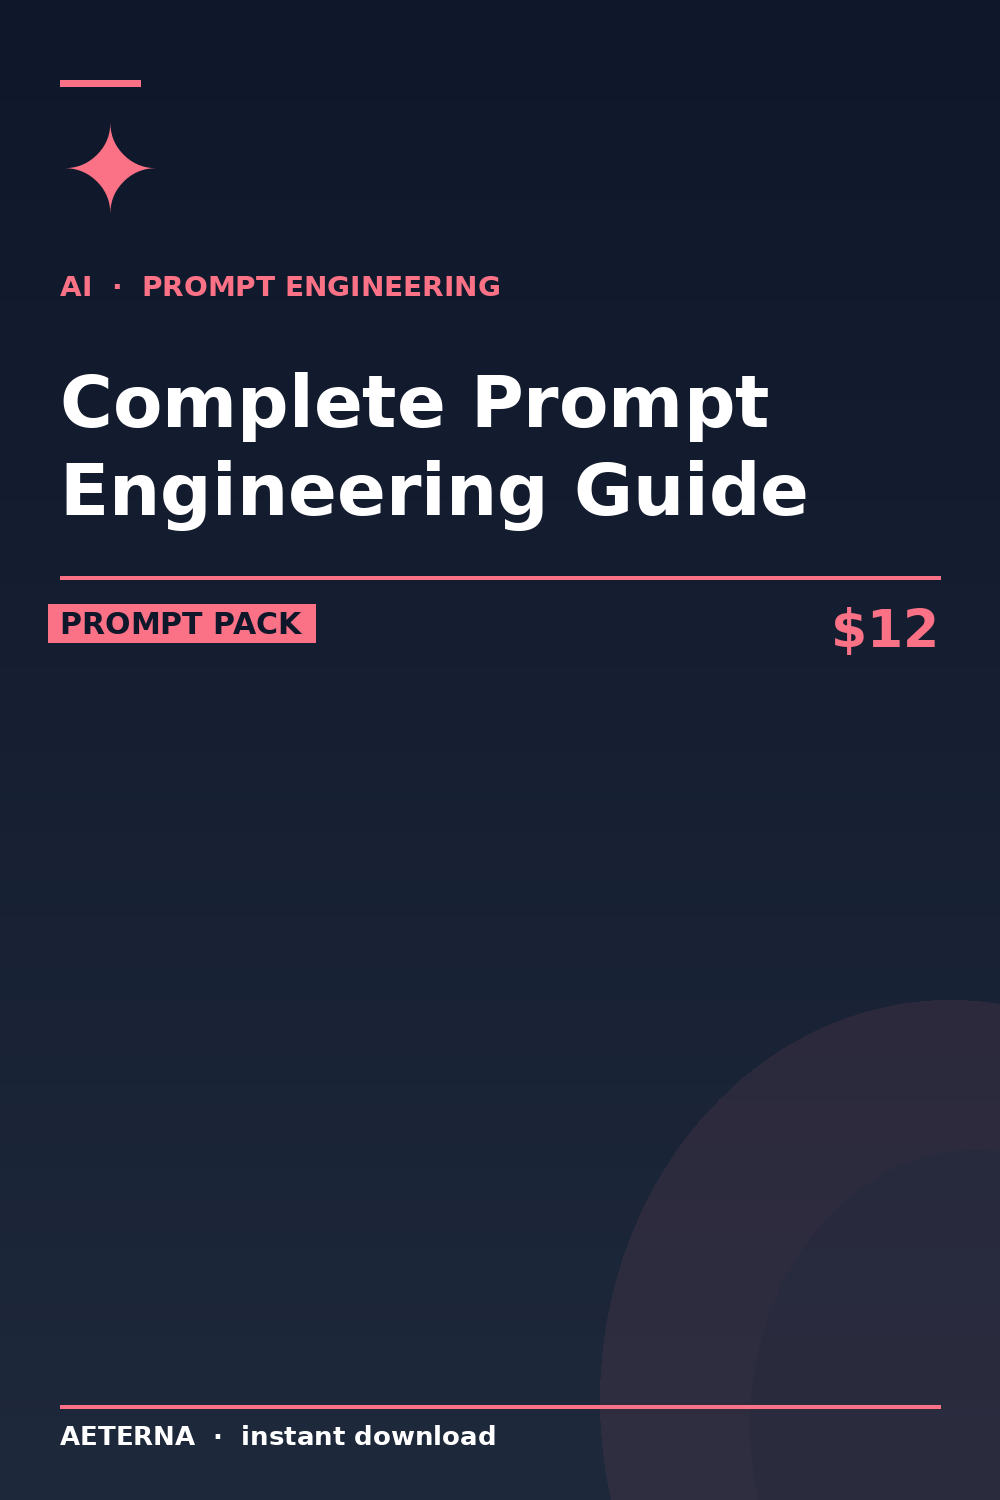 AI · PROMPT ENGINEERING
Complete Prompt
Engineering Guide
PROMPT PACK
$12
AETERNA · instant download